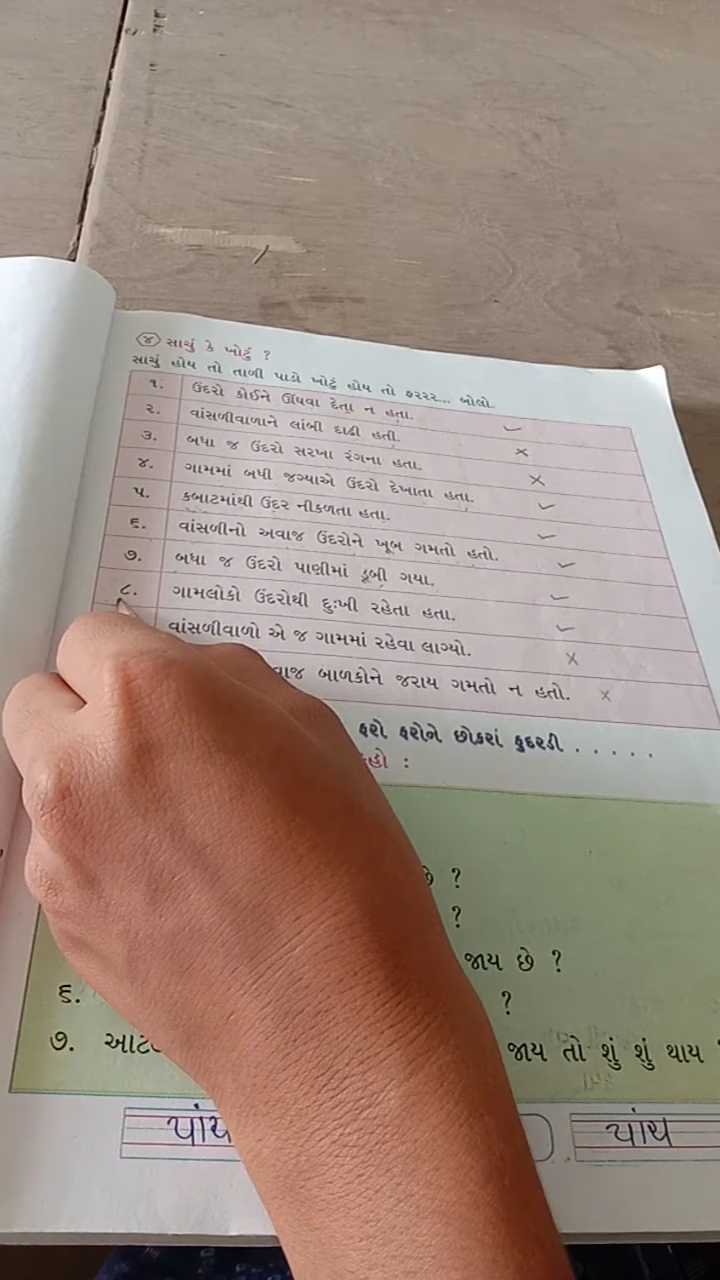 ૪ સાચું કે ખોટું ?
સાચું હોય તો તાળી પાડો ખોટું હોય તો ફરરર... બોલો.
૧. ઉંદરો કોઈને ઊંઘવા દેતા ન હતા. ✓
૨. વાંસળીવાળાને લાંબી દાઢી હતી. ×
૩. બધા જ ઉંદરો સરખા રંગના હતા. ×
૪. ગામમાં બધી જગ્યાએ ઉંદરો દેખાતા હતા. ✓
૫. કબાટમાંથી ઉંદર નીકળતા હતા. ✓
૬. વાંસળીનો અવાજ ઉંદરોને ખૂબ ગમતો હતો. ✓
૭. બધા જ ઉંદરો પાણીમાં ડૂબી ગયા. ✓
૮. ગામલોકો ઉંદરોથી દુઃખી રહેતા હતા. ✓
વાંસળીવાળો એ જ ગામમાં રહેવા લાગ્યો. ×
બાળકોને જરાય ગમતો ન હતો. ×
ફરો ફરોને છોકરાં કુદરડી . . . . .
:
?
?
જાય છે ?
૬. ?
૭. જાય તો શું શું થાય
પાંચ